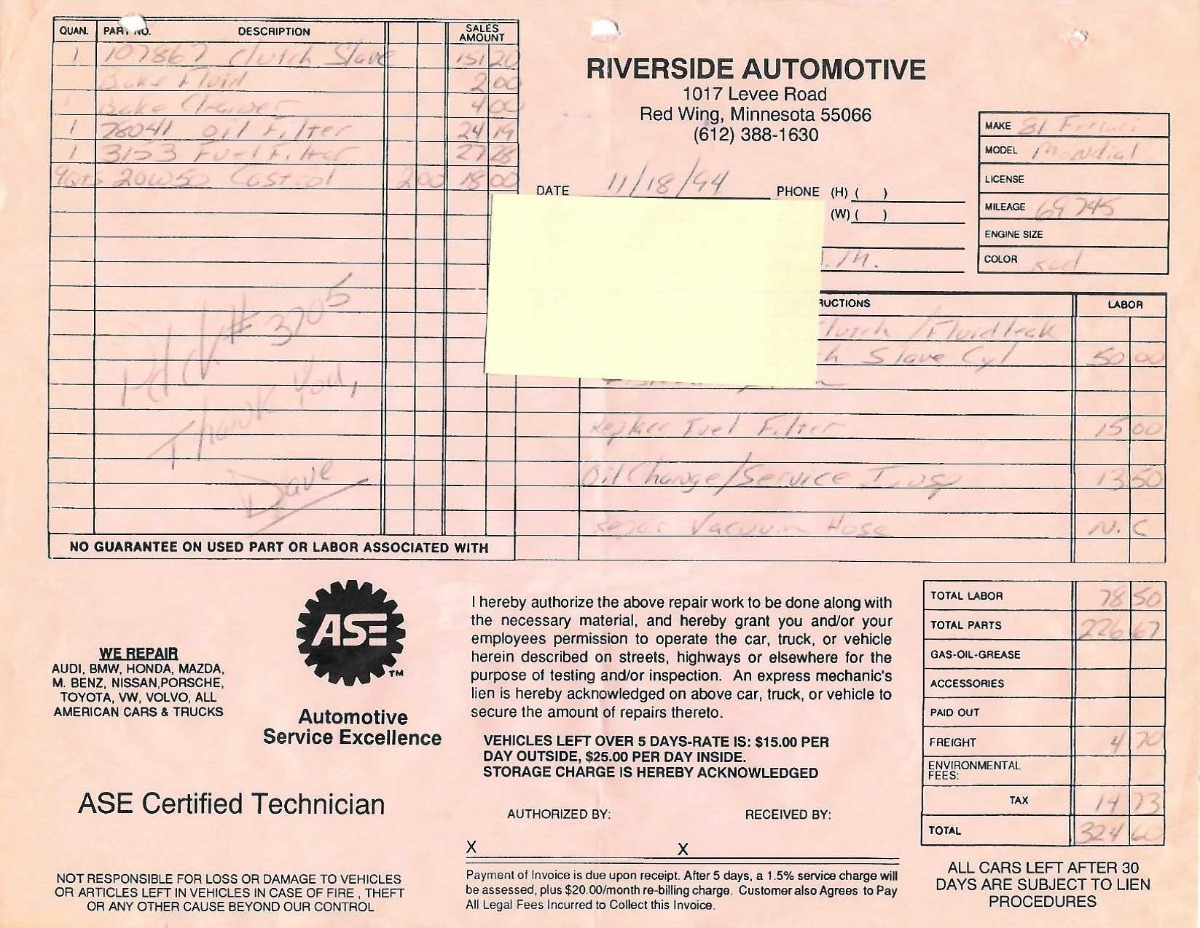 QUAN. PART NO. DESCRIPTION SALES AMOUNT
1 107867 Clutch Slave 151 20
Bake Fluid 2 00
Bake Cleaner 4 00
1 78041 Oil Filter 24 19
1 3153 Fuel Filter 27 28
9qts 20W50 Castrol 2 00 18 00
Pd ck # 3705
Thank You,
Dave
NO GUARANTEE ON USED PART OR LABOR ASSOCIATED WITH
RIVERSIDE AUTOMOTIVE
1017 Levee Road
Red Wing, Minnesota 55066
(612) 388-1630
DATE 11/18/94 PHONE (H) ( )
(W) ( )
MAKE 81 Ferrari
MODEL Mondial
LICENSE
MILEAGE 69745
ENGINE SIZE
COLOR Red
RUCTIONS LABOR
Clutch / Fluid leak
h Slave Cyl 50 00
Replace Fuel Filter 15 00
Oil Change/Service Insp 13 50
Repair Vacuum Hose N. C
WE REPAIR
AUDI, BMW, HONDA, MAZDA,
M. BENZ, NISSAN,PORSCHE,
TOYOTA, VW, VOLVO, ALL
AMERICAN CARS & TRUCKS
ASE ™
Automotive
Service Excellence
ASE Certified Technician
NOT RESPONSIBLE FOR LOSS OR DAMAGE TO VEHICLES
OR ARTICLES LEFT IN VEHICLES IN CASE OF FIRE , THEFT
OR ANY OTHER CAUSE BEYOND OUR CONTROL
I hereby authorize the above repair work to be done along with
the necessary material, and hereby grant you and/or your
employees permission to operate the car, truck, or vehicle
herein described on streets, highways or elsewhere for the
purpose of testing and/or inspection. An express mechanic's
lien is hereby acknowledged on above car, truck, or vehicle to
secure the amount of repairs thereto.
VEHICLES LEFT OVER 5 DAYS-RATE IS: $15.00 PER
DAY OUTSIDE, $25.00 PER DAY INSIDE.
STORAGE CHARGE IS HEREBY ACKNOWLEDGED
AUTHORIZED BY: RECEIVED BY:
X X
Payment of Invoice is due upon receipt. After 5 days, a 1.5% service charge will
be assessed, plus $20.00/month re-billing charge. Customer also Agrees to Pay
All Legal Fees Incurred to Collect this Invoice.
TOTAL LABOR 78 50
TOTAL PARTS 226 67
GAS-OIL-GREASE
ACCESSORIES
PAID OUT
FREIGHT 4 70
ENVIRONMENTAL
FEES:
TAX 14 73
TOTAL 324 60
ALL CARS LEFT AFTER 30
DAYS ARE SUBJECT TO LIEN
PROCEDURES